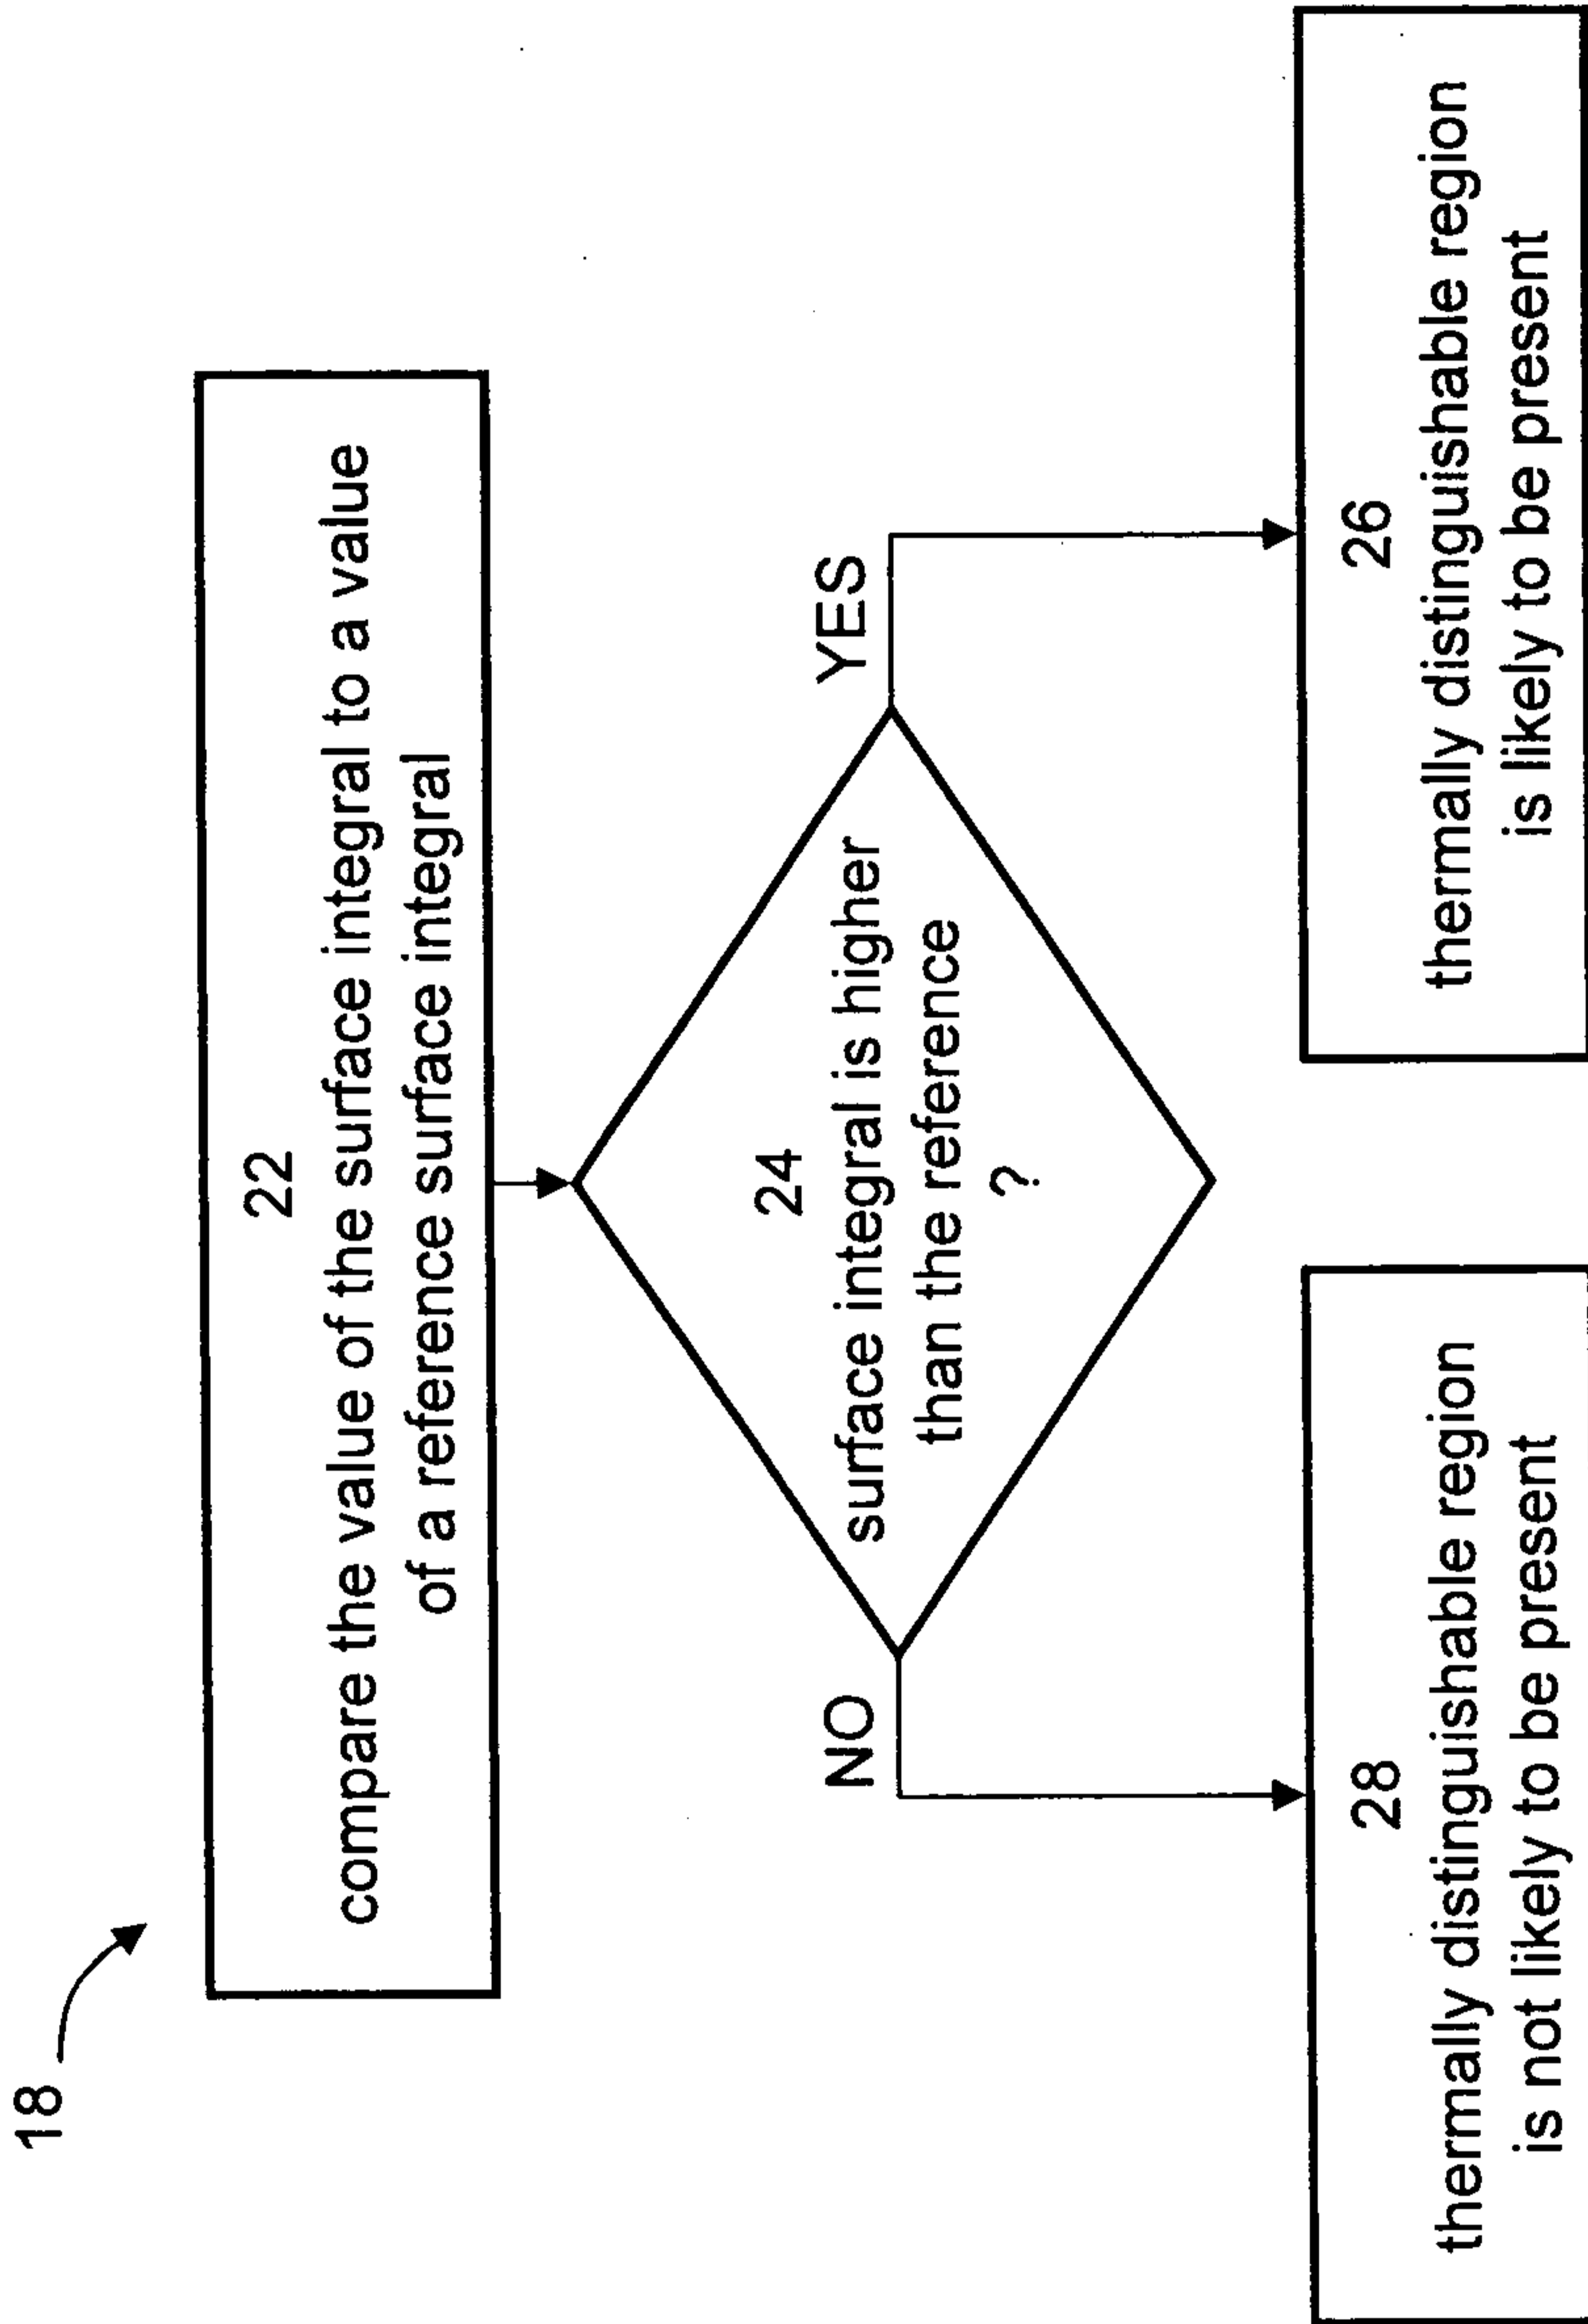 18
22
compare the value of the surface integral to a value
of a reference surface integral
24
surface integral is higher
than the reference
?
NO
YES
28
thermally distinguishable region
is not likely to be present
26
thermally distinguishable region
is likely to be present